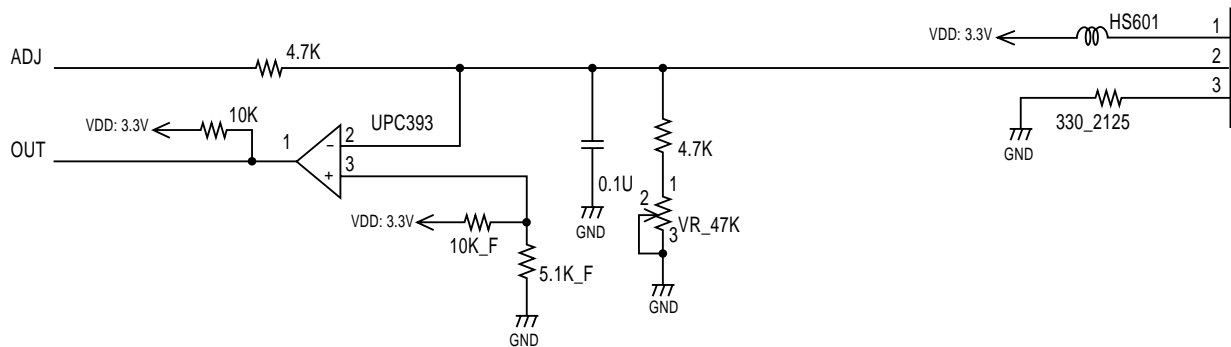 HS601
VDD: 3.3V
1
ADJ
4.7K
2
3
10K
VDD: 3.3V
1
UPC393
2
−
330_2125
OUT
GND
3
+
4.7K
0.1U
1
2
VDD: 3.3V
VR_47K
3
GND
10K_F
5.1K_F
GND
GND